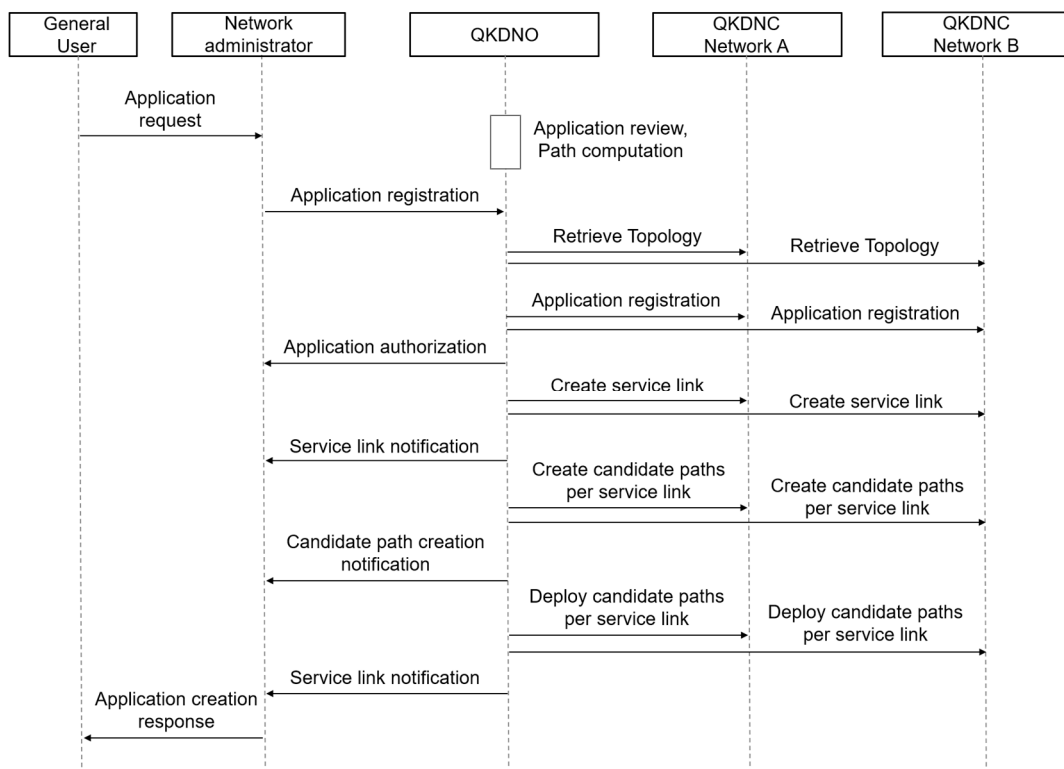 General
User
Network
administrator
QKDNO
QKDNC
Network A
QKDNC
Network B
Application
request
Application review,
Path computation
Application registration
Retrieve Topology
Retrieve Topology
Application registration
Application registration
Application authorization
Create service link
Create service link
Service link notification
Create candidate paths
per service link
Create candidate paths
per service link
Candidate path creation
notification
Deploy candidate paths
per service link
Deploy candidate paths
per service link
Service link notification
Application creation
response